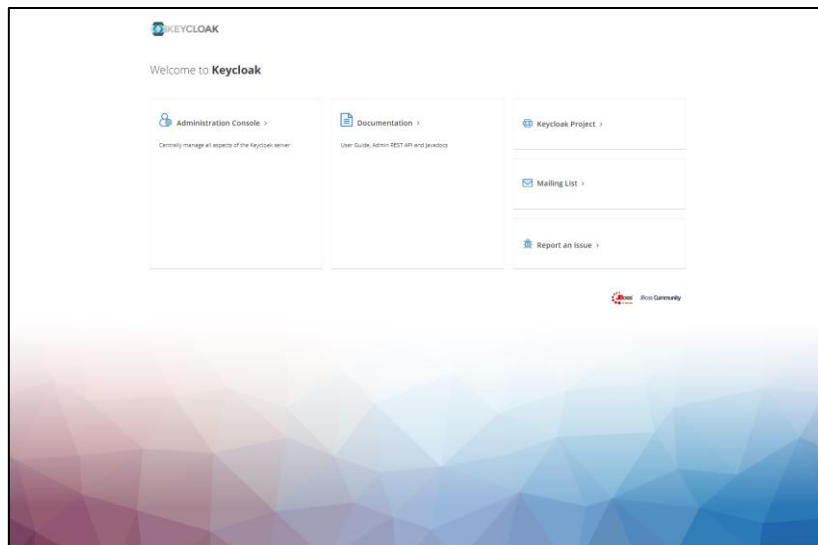 KEYCLOAK
Welcome to Keycloak
Administration Console >
Centrally manage all aspects of the Keycloak server
Documentation >
User Guide, Admin REST API and Javadocs
Keycloak Project >
Mailing List >
Report an Issue >
JBoss JBoss Community